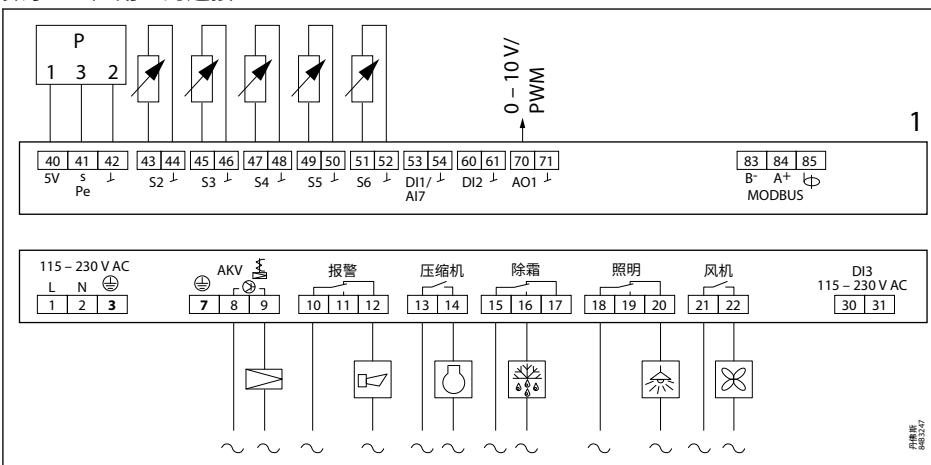 P
1 3 2
0 – 10 V/
PWM
1
40 41 42 43 44 45 46 47 48 49 50 51 52 53 54 60 61 70 71 83 84 85
5V s ⊥ S2 ⊥ S3 ⊥ S4 ⊥ S5 ⊥ S6 ⊥ DI1/ ⊥ DI2 ⊥ AO1 ⊥ B- A+
Pe AI7 MODBUS
115 – 230 V AC AKV 报警 压缩机 除霜 照明 风机 DI3
L N 115 – 230 V AC
1 2 3 7 8 9 10 11 12 13 14 15 16 17 18 19 20 21 22 30 31
丹佛斯
84B3247